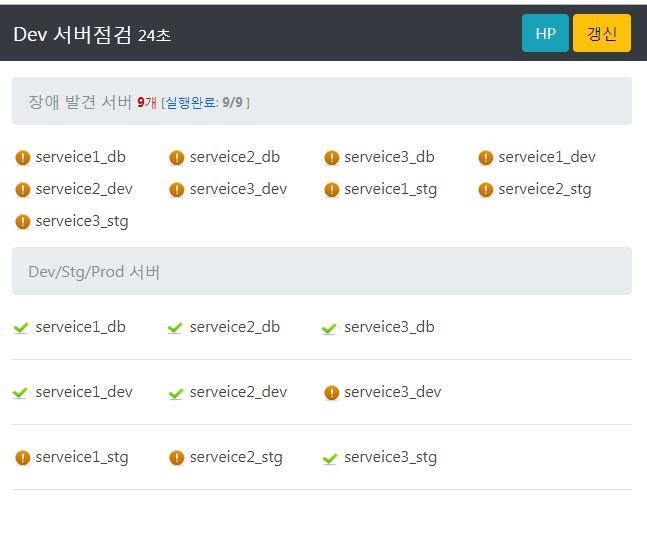 Dev 서버점검 24초 HP 갱신
장애 발견 서버 9개 [실행완료: 9/9 ]
serveice1_db serveice2_db serveice3_db serveice1_dev
serveice2_dev serveice3_dev serveice1_stg serveice2_stg
serveice3_stg
Dev/Stg/Prod 서버
serveice1_db serveice2_db serveice3_db
serveice1_dev serveice2_dev serveice3_dev
serveice1_stg serveice2_stg serveice3_stg